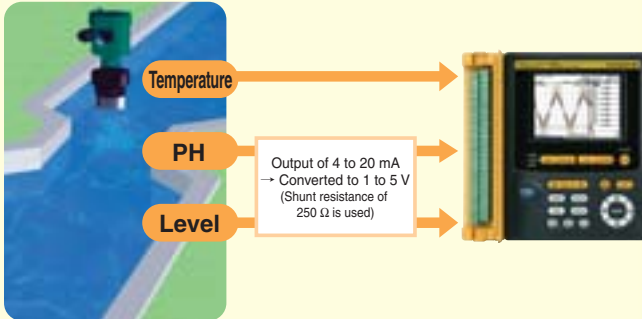 Temperature
PH
Level
Output of 4 to 20 mA
→ Converted to 1 to 5 V
(Shunt resistance of
250 Ω is used)